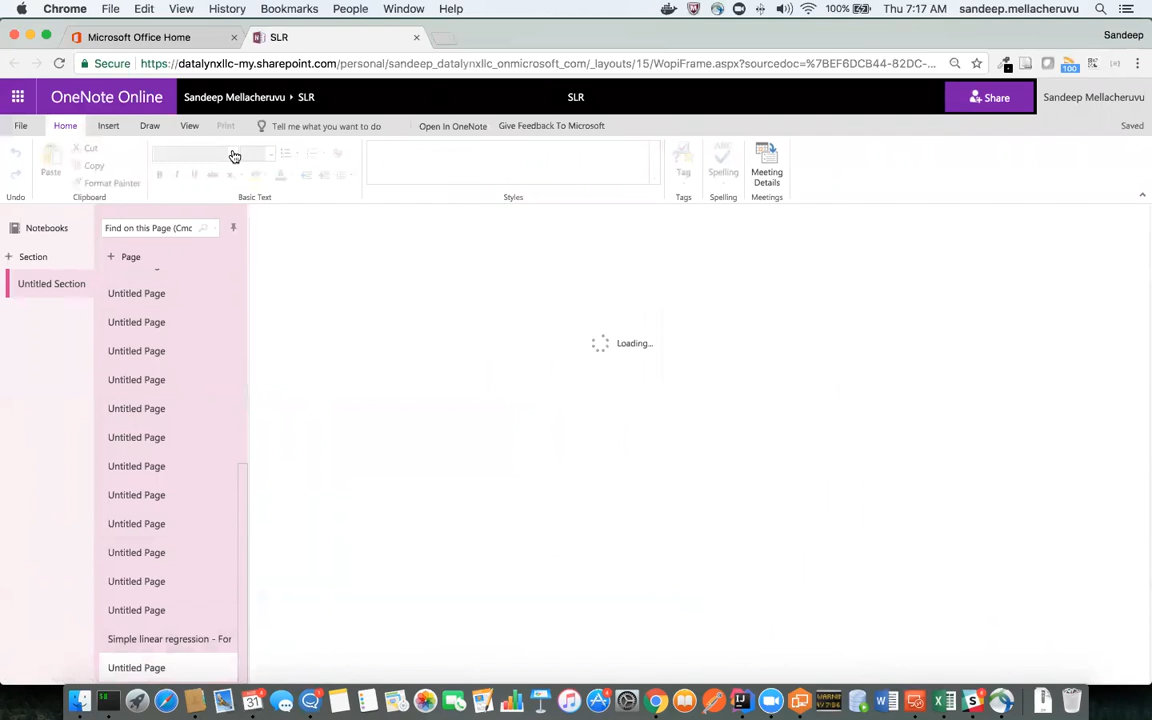 Chrome File Edit View History Bookmarks People Window Help 100% Thu 7:17 AM sandeep.mellacheruvu
Microsoft Office Home SLR Sandeep
Secure https://datalynxllc-my.sharepoint.com/personal/sandeep_datalynxllc_onmicrosoft_com/_layouts/15/WopiFrame.aspx?sourcedoc=%7BEF6DCB44-82DC-... 100
OneNote Online Sandeep Mellacheruvu ▸ SLR SLR Share Sandeep Mellacheruvu
File Home Insert Draw View Print Tell me what you want to do Open In OneNote Give Feedback To Microsoft Saved
Paste Cut
Copy
Format Painter
B I U abc x Tag Spelling Meeting Details
Undo Clipboard Basic Text Styles Tags Spelling Meetings
Notebooks Find on this Page (Cmd
+ Section + Page
Untitled Section
Untitled Page
Untitled Page
Untitled Page
Untitled Page
Untitled Page
Untitled Page
Untitled Page
Untitled Page
Untitled Page
Untitled Page
Untitled Page
Untitled Page
Simple linear regression - For
Untitled Page
Loading...